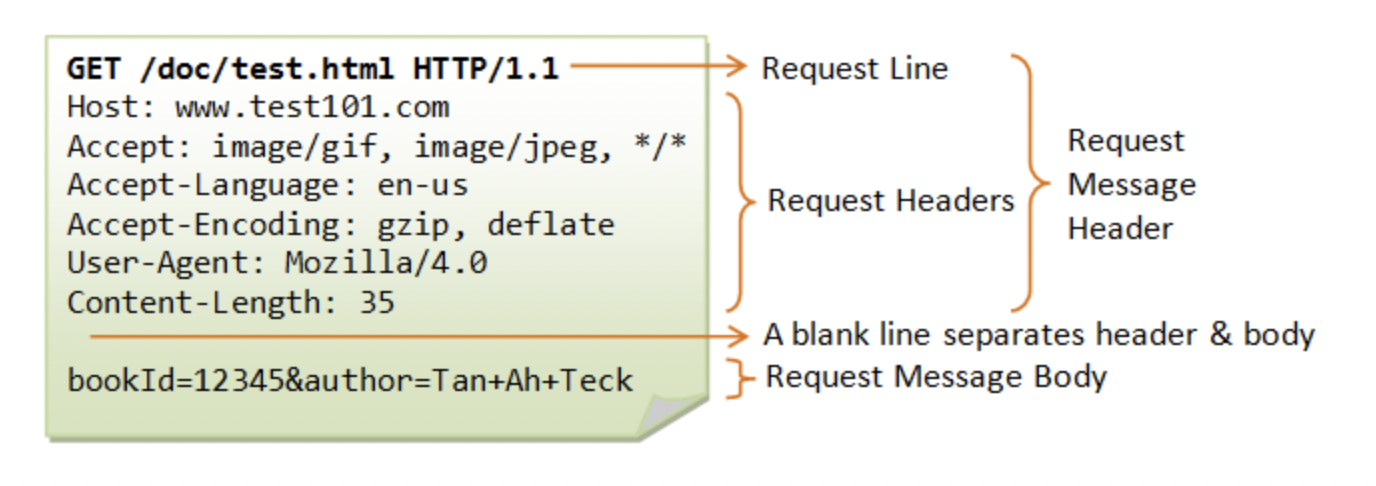 GET /doc/test.html HTTP/1.1
Request Line
Host: www.test101.com
Accept: image/gif, image/jpeg, */*
Accept-Language: en-us
Accept-Encoding: gzip, deflate
User-Agent: Mozilla/4.0
Content-Length: 35
Request Headers
Request
Message
Header
A blank line separates header & body
bookId=12345&author=Tan+Ah+Teck
Request Message Body